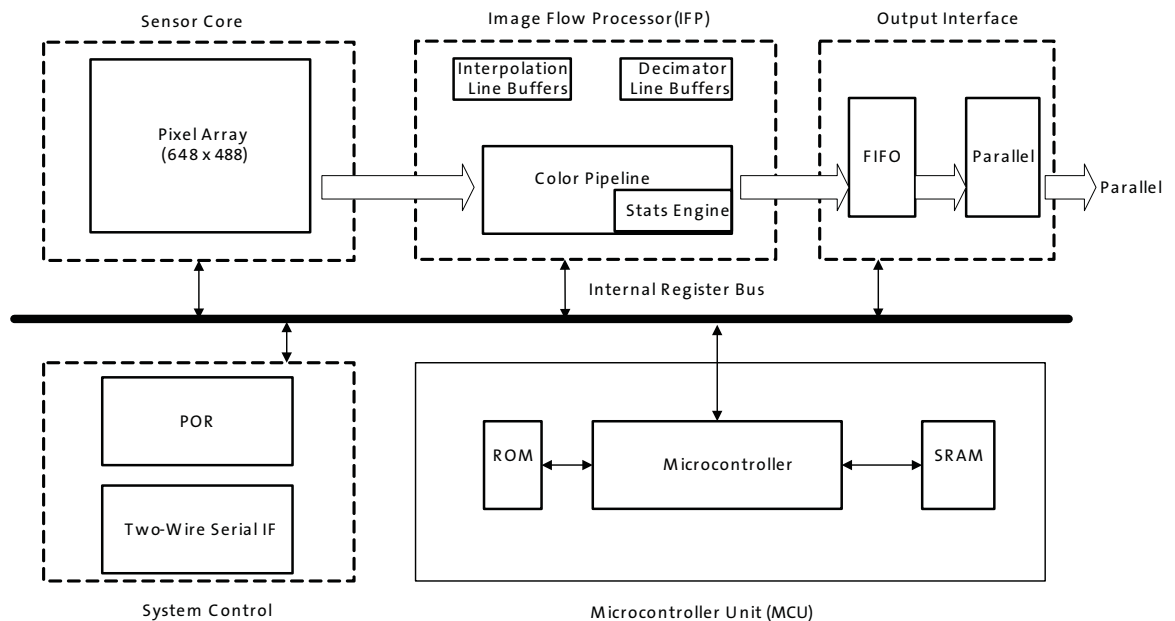 Sensor Core
Image Flow Processor(IFP)
Output Interface
Pixel Array
(648 x 488)
Interpolation
Line Buffers
Decimator
Line Buffers
Color Pipeline
Stats Engine
FIFO
Parallel
Parallel
Internal Register Bus
POR
Two-Wire Serial IF
System Control
ROM
Microcontroller
SRAM
Microcontroller Unit (MCU)